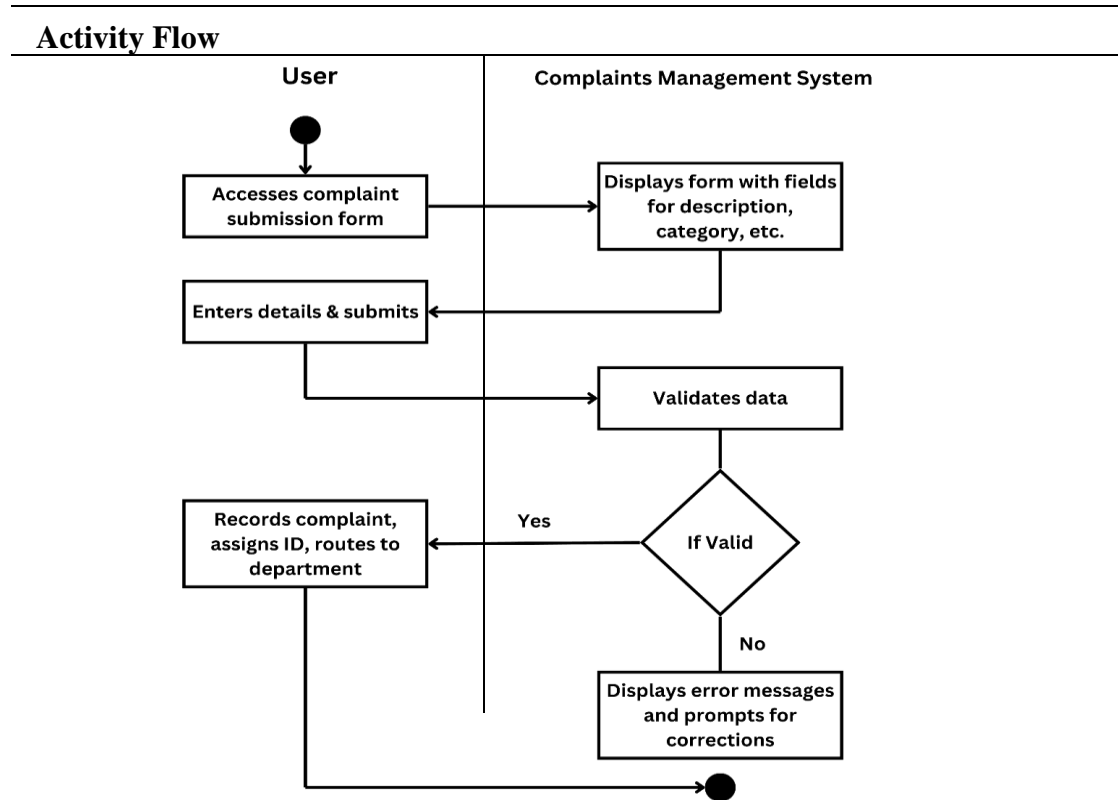 Activity Flow
User
Complaints Management System
Accesses complaint
submission form
Displays form with fields
for description,
category, etc.
Enters details & submits
Validates data
If Valid
Yes
Records complaint,
assigns ID, routes to
department
No
Displays error messages
and prompts for
corrections